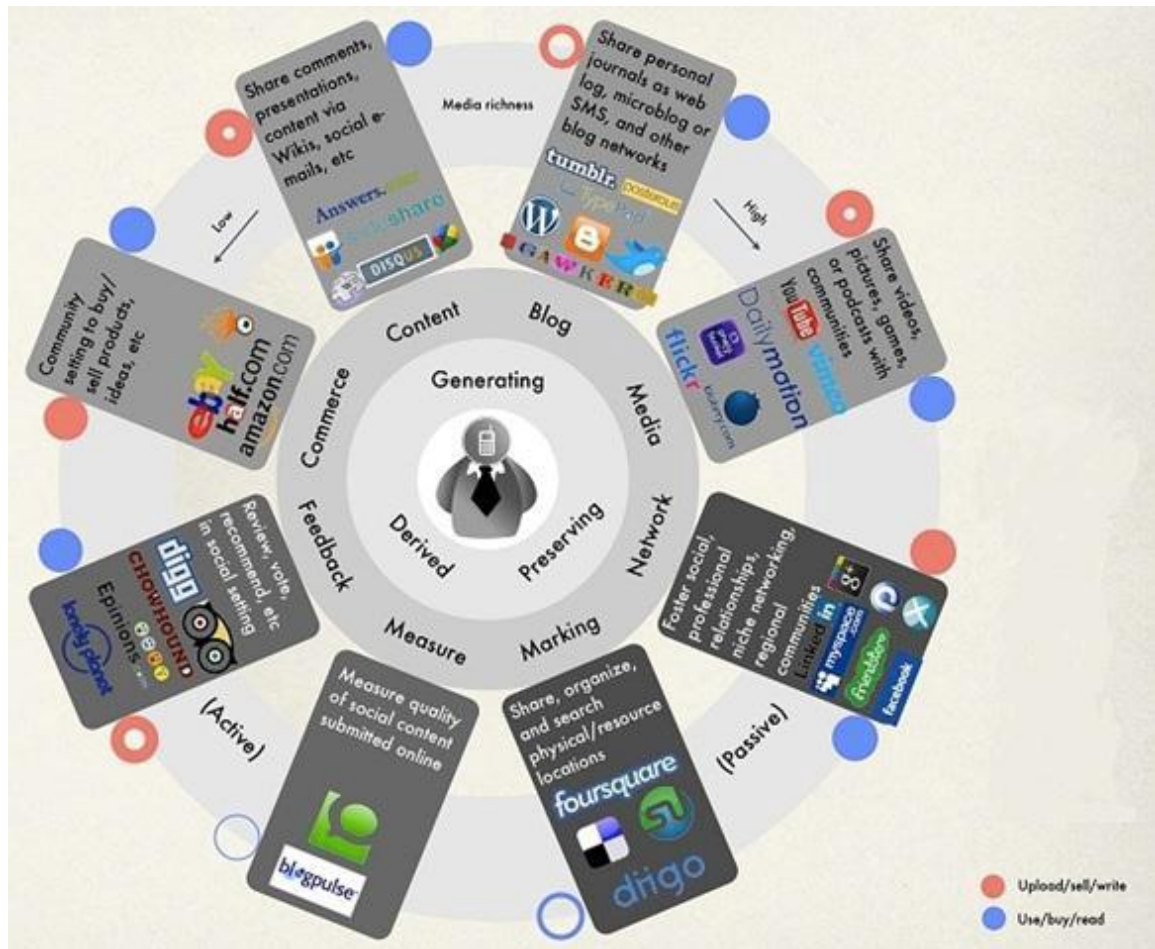 Media richness
Low
High
Share comments,
presentations,
content via
Wikis, social e-
mails, etc
Answers.com
DISQUS
Share personal
journals as web
log, microblog or
SMS, and other
blog networks
tumblr.
posterous
TypePad
GAWKER
Share videos,
pictures, games,
or podcasts with
communities
YouTube
vimeo
Dailymotion
flickr
Community
setting to buy/
sell products,
ideas, etc
ebay
half.com
amazon.com
Content
Blog
Commerce
Media
Feedback
Network
Measure
Marking
Generating
Derived
Preserving
Review, vote,
recommend, etc
in social setting
digg
CHOWHOUND
Epinions.com
lonely planet
(Active)
Measure quality
of social content
submitted online
blogpulse
Share, organize,
and search
physical/resource
locations
foursquare
diigo
(Passive)
Foster social,
professional
relationships,
niche networking,
regional
communities
g+
Linked in
myspace
.com
friendster
facebook
Upload/sell/write
Use/buy/read